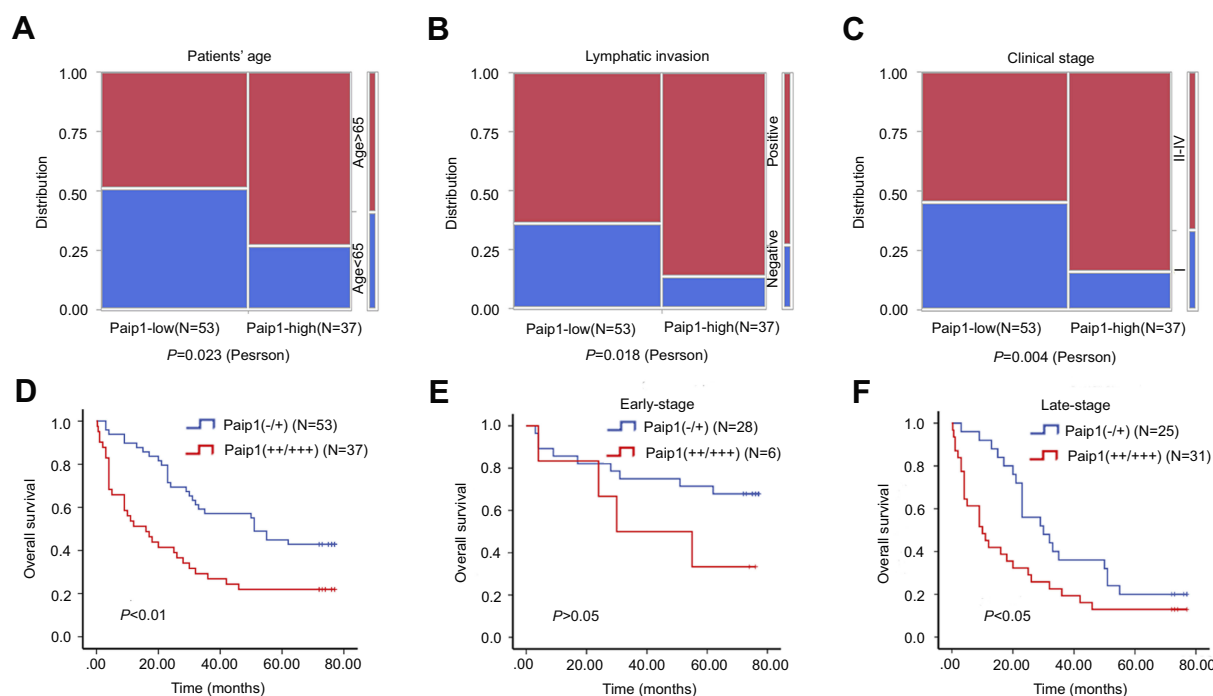 A
Patients' age
1.00
0.75
0.50
0.25
0.00
Distribution
Age>65
Age<65
Paip1-low(N=53)
Paip1-high(N=37)
P=0.023 (Pesrson)
B
Lymphatic invasion
1.00
0.75
0.50
0.25
0.00
Distribution
Positive
Negative
Paip1-low(N=53)
Paip1-high(N=37)
P=0.018 (Pesrson)
C
Clinical stage
1.00
0.75
0.50
0.25
0.00
Distribution
II-IV
I
Paip1-low(N=53)
Paip1-high(N=37)
P=0.004 (Pesrson)
D
Paip1(-/+) (N=53)
Paip1(++/+++) (N=37)
1.0
0.8
0.6
0.4
0.2
0.0
Overall survival
P<0.01
.00 20.00 40.00 60.00 80.00
Time (months)
E
Early-stage
Paip1(-/+) (N=28)
Paip1(++/+++) (N=6)
1.0
0.8
0.6
0.4
0.2
0.0
Overall survival
P>0.05
.00 20.00 40.00 60.00 80.00
Time (months)
F
Late-stage
Paip1(-/+) (N=25)
Paip1(++/+++) (N=31)
1.0
0.8
0.6
0.4
0.2
0.0
Overall survival
P<0.05
.00 20.00 40.00 60.00 80.00
Time (months)